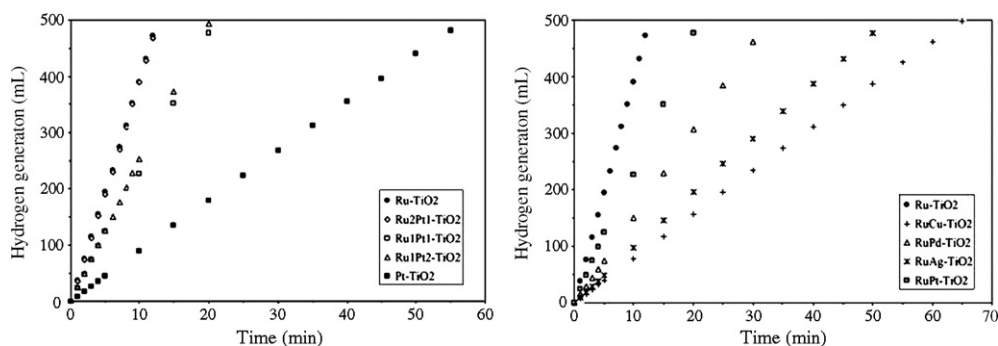 500
400
300
200
100
0
Hydrogen generaton (mL)
0 10 20 30 40 50 60
Time (min)
Ru-TiO2
Ru2Pt1-TiO2
Ru1Pt1-TiO2
Ru1Pt2-TiO2
Pt-TiO2
500
400
300
200
100
0
Hydrogen generaton (mL)
0 10 20 30 40 50 60 70
Time (min)
Ru-TiO2
RuCu-TiO2
RuPd-TiO2
RuAg-TiO2
RuPt-TiO2